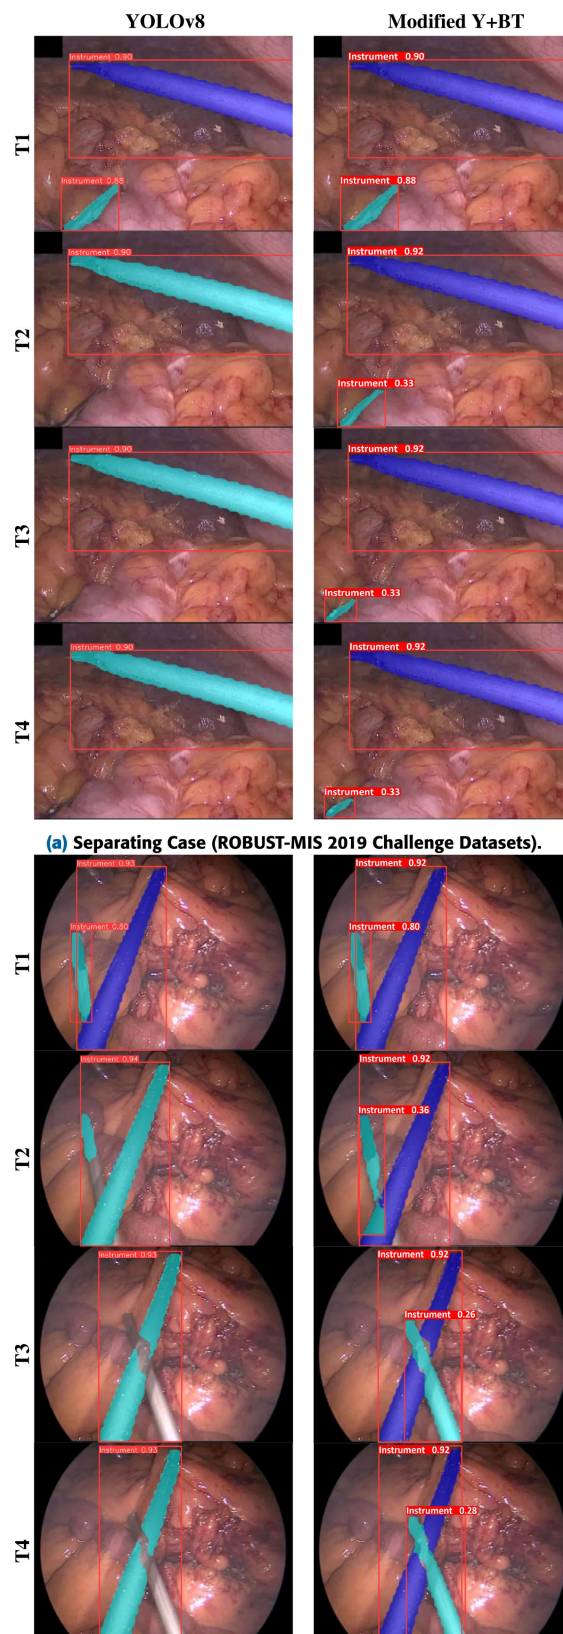 YOLOv8 Modified Y+BT
T1
Instrument 0.90 Instrument 0.90
Instrument 0.88 Instrument 0.88
T2
Instrument 0.90 Instrument 0.92
Instrument 0.33
T3
Instrument 0.90 Instrument 0.92
Instrument 0.33
T4
Instrument 0.90 Instrument 0.92
Instrument 0.33
(a) Separating Case (ROBUST-MIS 2019 Challenge Datasets).
T1
Instrument 0.93 Instrument 0.92
Instrument 0.80 Instrument 0.80
T2
Instrument 0.94 Instrument 0.92
Instrument 0.36
T3
Instrument 0.93 Instrument 0.92
Instrument 0.26
T4
Instrument 0.93 Instrument 0.92
Instrument 0.28